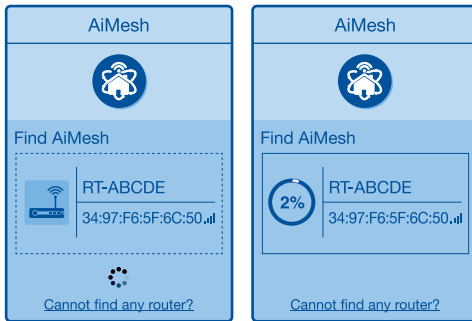 AiMesh
Find AiMesh
RT-ABCDE
34:97:F6:5F:6C:50
Cannot find any router?
AiMesh
Find AiMesh
2%
RT-ABCDE
34:97:F6:5F:6C:50
Cannot find any router?